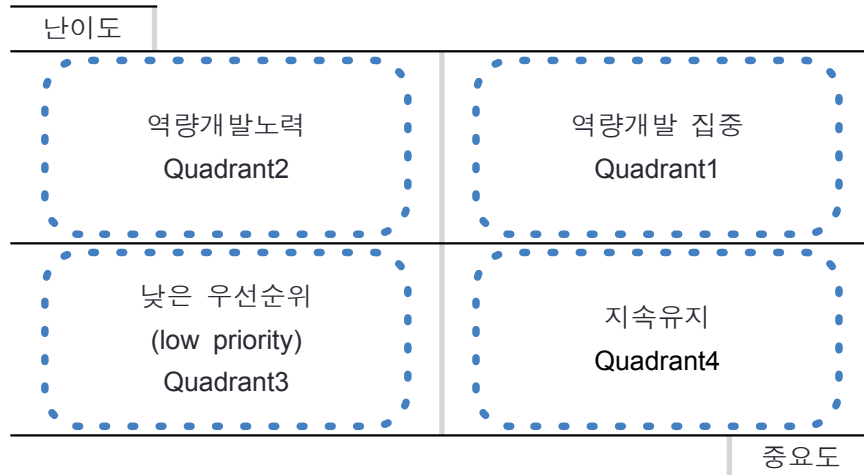 난이도
역량개발노력
Quadrant2
역량개발 집중
Quadrant1
낮은 우선순위
(low priority)
Quadrant3
지속유지
Quadrant4
중요도